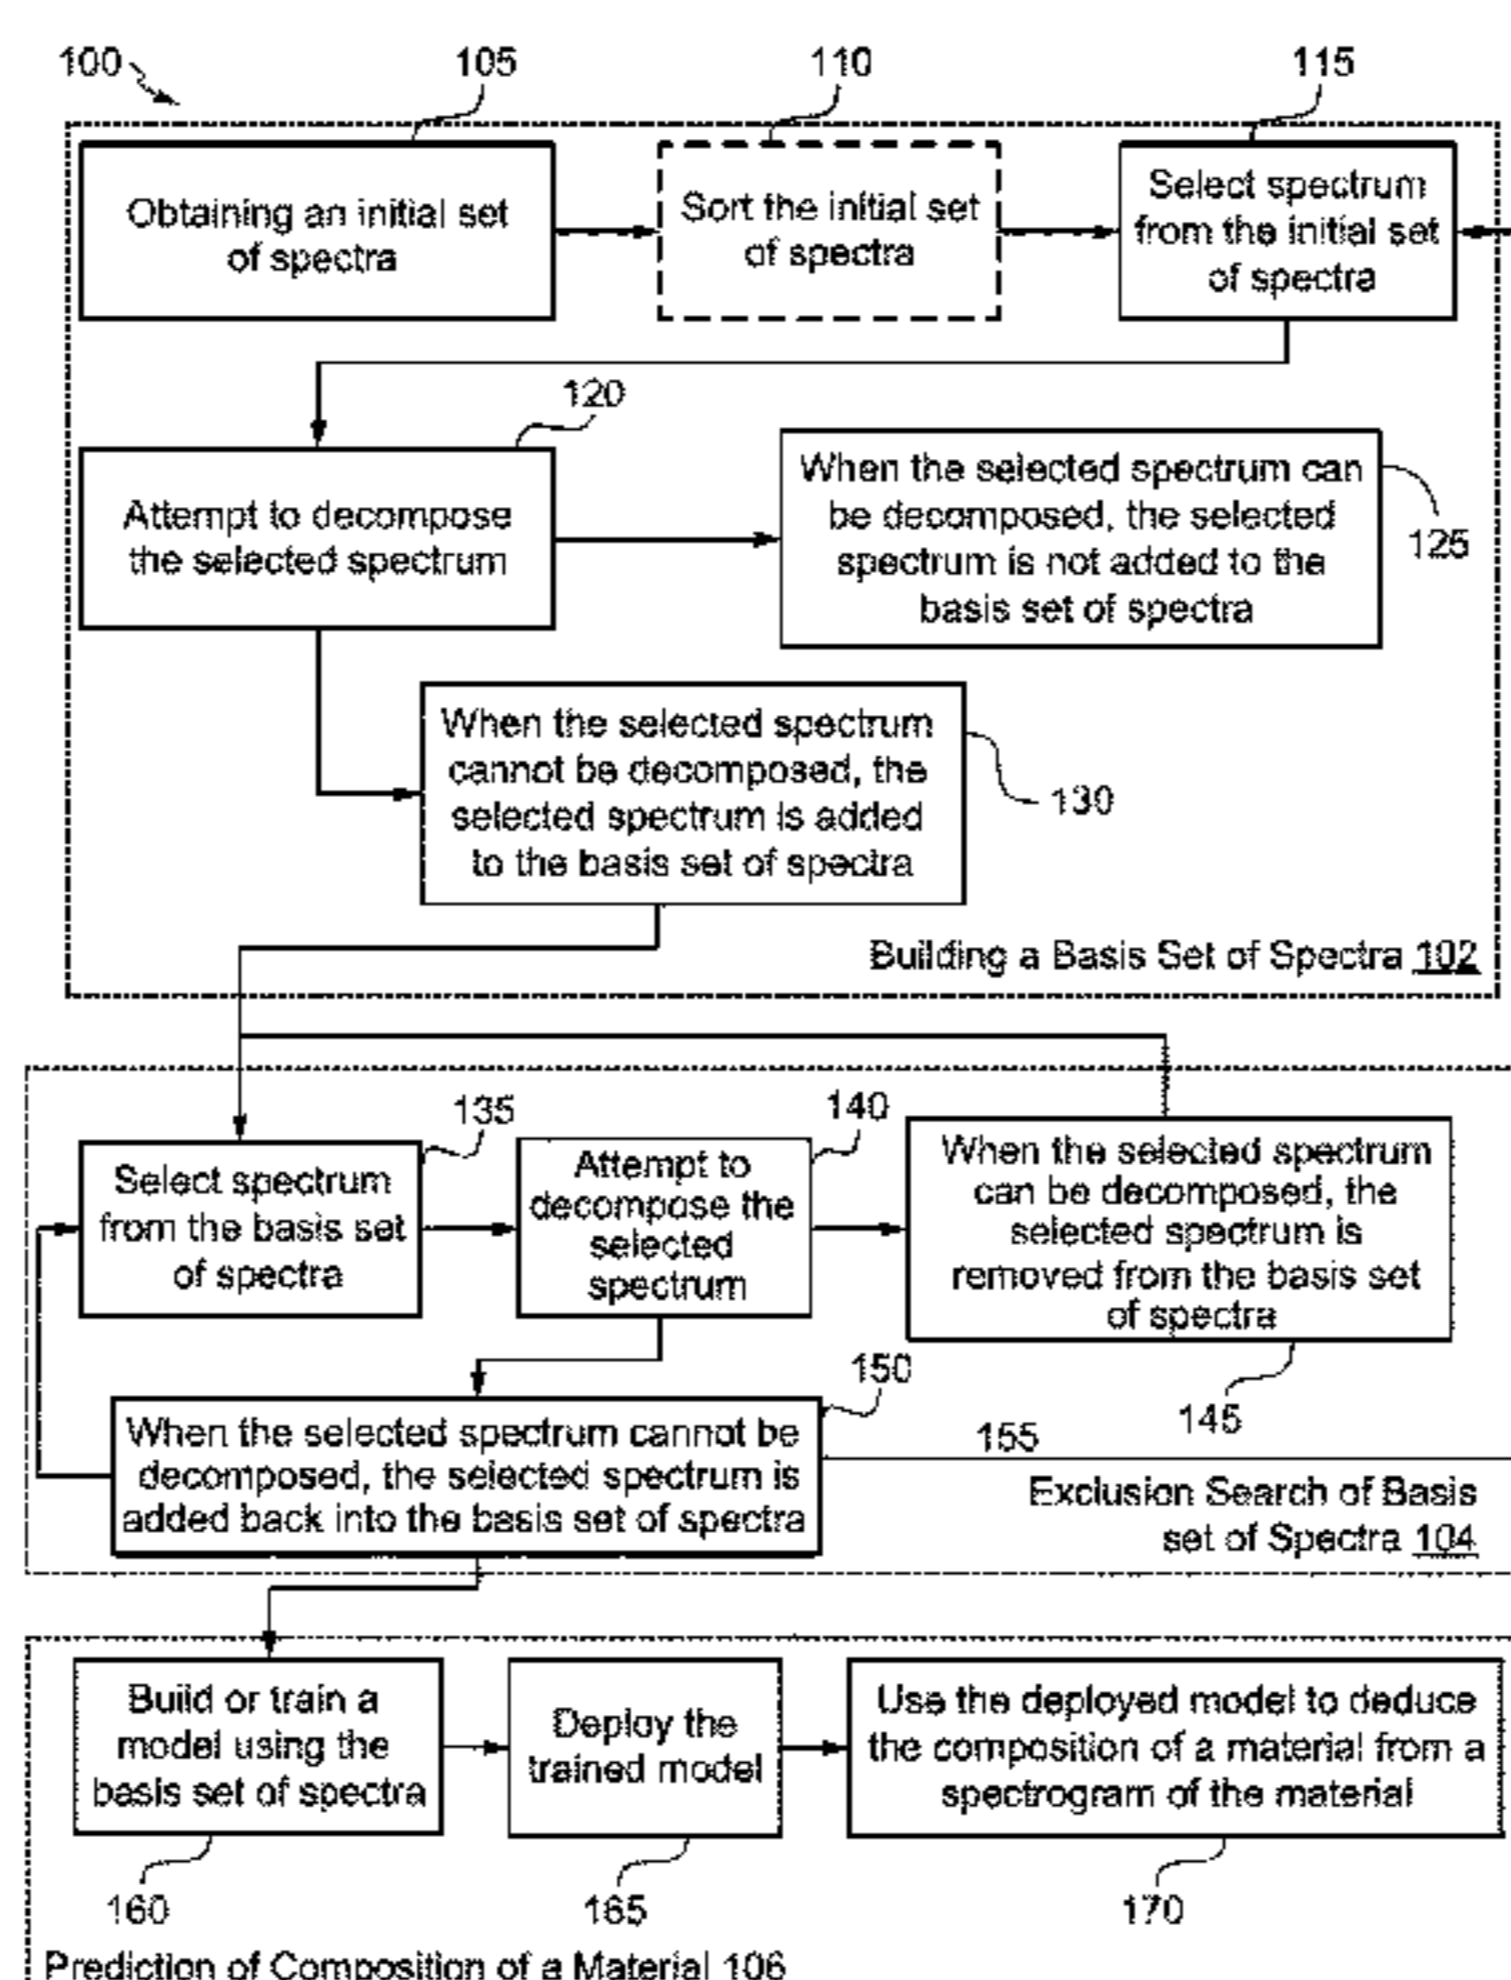 100
105
110
115
Obtaining an initial set
of spectra
Sort the initial set
of spectra
Select spectrum
from the initial set
of spectra
120
Attempt to decompose
the selected spectrum
When the selected spectrum can
be decomposed, the selected
spectrum is not added to the
basis set of spectra
125
When the selected spectrum
cannot be decomposed, the
selected spectrum is added
to the basis set of spectra
130
Building a Basis Set of Spectra 102
135
140
Select spectrum
from the basis set
of spectra
Attempt to
decompose the
selected
spectrum
When the selected spectrum
can be decomposed, the
selected spectrum is
removed from the basis set
of spectra
145
150
When the selected spectrum cannot be
decomposed, the selected spectrum is
added back into the basis set of spectra
155
Exclusion Search of Basis
set of Spectra 104
Build or train a
model using the
basis set of spectra
Deploy the
trained model
Use the deployed model to deduce
the composition of a material from a
spectrogram of the material
160
165
170
Prediction of Composition of a Material 106